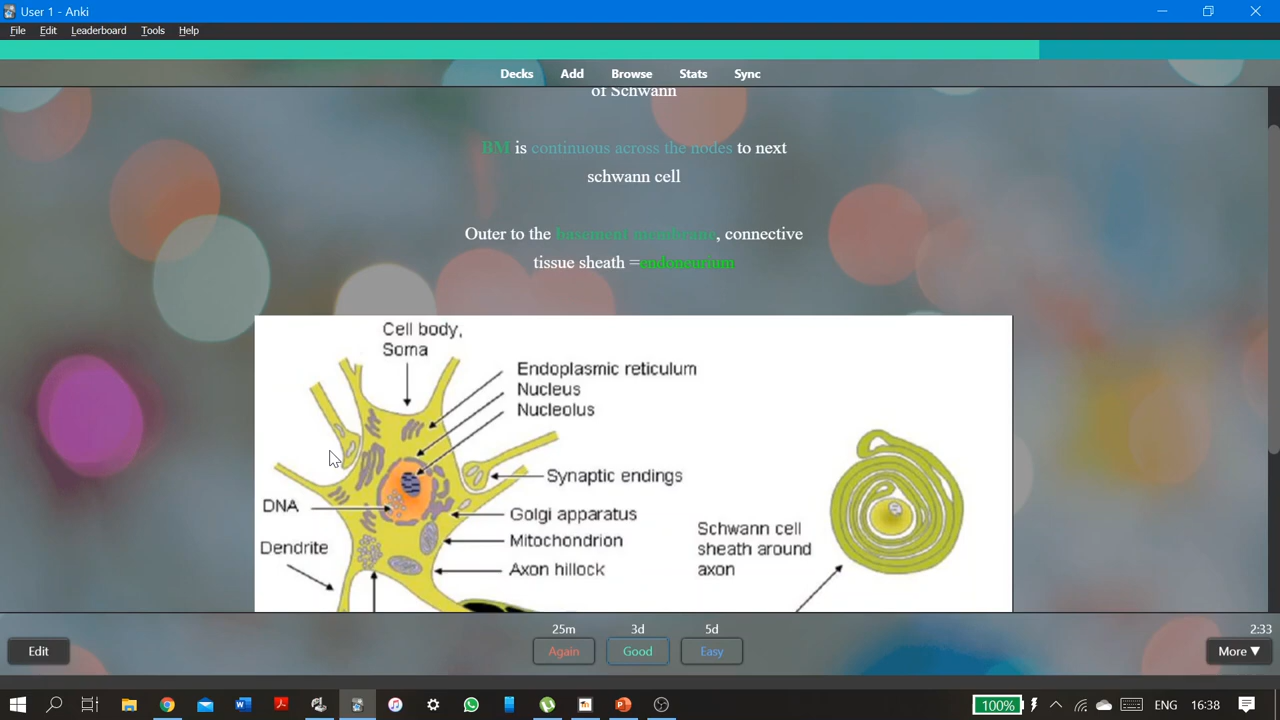 User 1 - Anki
File Edit Leaderboard Tools Help
Decks Add Browse Stats Sync
of Schwann
BM is continuous across the nodes to next
schwann cell
Outer to the basement membrane, connective
tissue sheath =endoneurium
Cell body,
Soma
Endoplasmic reticulum
Nucleus
Nucleolus
Synaptic endings
DNA
Golgi apparatus
Schwann cell
sheath around
axon
Mitochondrion
Dendrite
Axon hillock
25m 3d 5d 2:33
Edit Again Good Easy More ▼
100% ENG 16:38